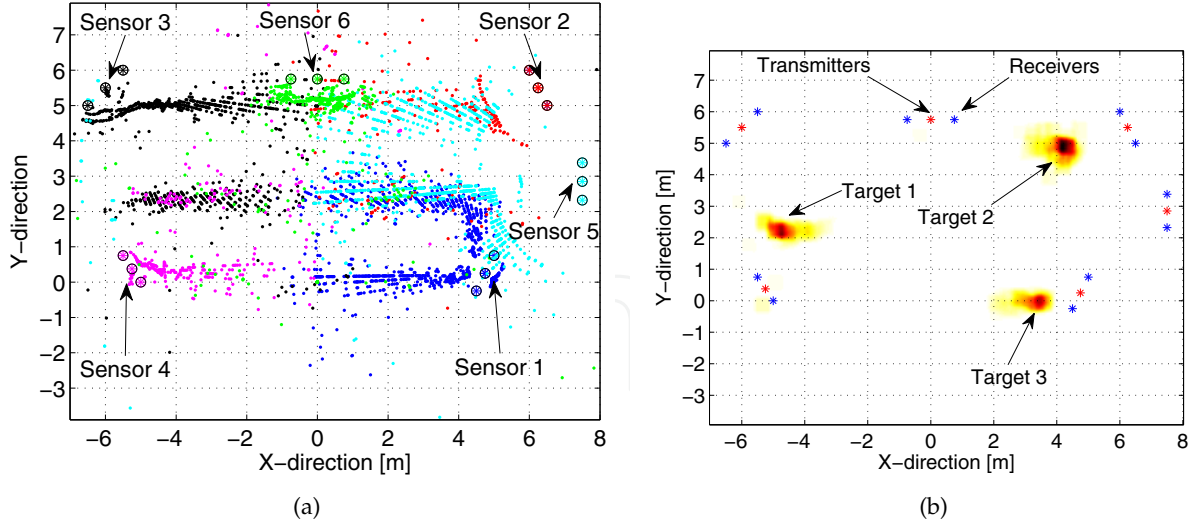 Sensor 3
Sensor 6
Sensor 2
7
6
5
4
3
2
1
0
−1
−2
−3
Y−direction
Sensor 5
Sensor 4
Sensor 1
−6
−4
−2
0
2
4
6
8
X−direction [m]
(a)
Transmitters
Receivers
Target 1
Target 2
Target 3
7
6
5
4
3
2
1
0
−1
−2
−3
Y−direction [m]
−6
−4
−2
0
2
4
6
8
X−direction [m]
(b)